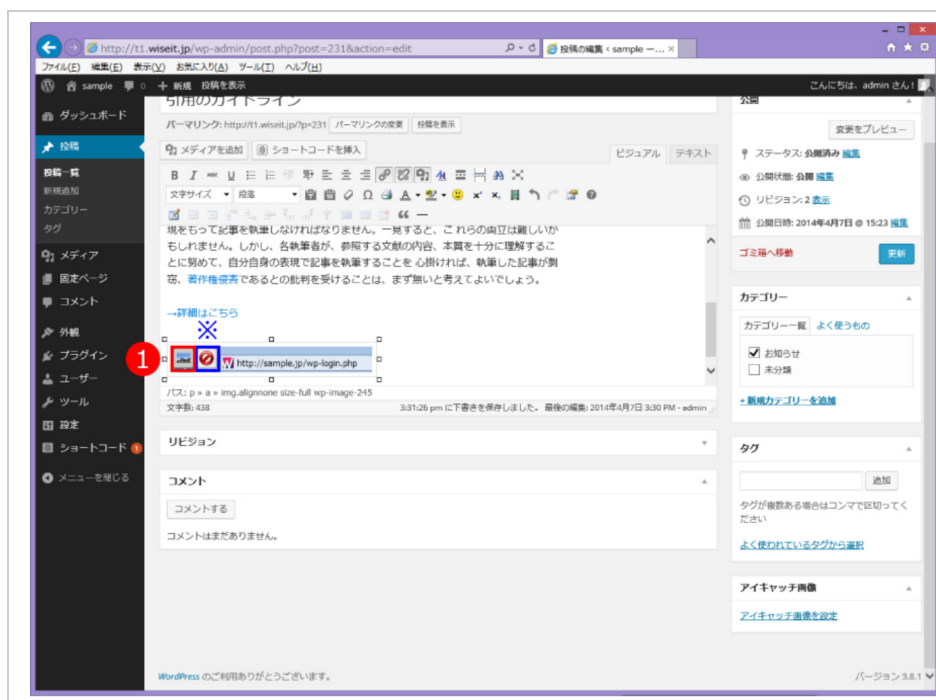 http://t1.wiseit.jp/wp-admin/post.php?post=231&action=edit
投稿の編集 ‹ sample —...
ファイル(F) 編集(E) 表示(V) お気に入り(A) ツール(T) ヘルプ(H)
sample 0 + 新規 投稿を表示 こんにちは、admin さん！
ダッシュボード
投稿
投稿一覧
新規追加
カテゴリー
タグ
メディア
固定ページ
コメント
外観
プラグイン
ユーザー
ツール
設定
ショートコード 1
メニューを閉じる
引用のガイドライン
パーマリンク: http://t1.wiseit.jp/?p=231 パーマリンクの変更 投稿を表示
メディアを追加 ショートコードを挿入
ビジュアル テキスト
文字サイズ 段落
現をもって記事を執筆しなければなりません。一見すると、これらの両立は難しいか
もしれません。しかし、各執筆者が、参照する文献の内容、本質を十分に理解するこ
とに努めて、自分自身の表現で記事を執筆することを 心掛ければ、執筆した記事が剽
窃、著作権侵害であるとの批判を受けることは、まず無いと考えてよいでしょう。
→詳細はこちら
※
1
http://sample.jp/wp-login.php
パス: p » a » img.alignnone size-full wp-image-245
文字数: 438 3:31:26 pm に下書きを保存しました。 最後の編集: 2014年4月7日 3:30 PM - admin
リビジョン
コメント
コメントする
コメントはまだありません。
公開
変更をプレビュー
ステータス: 公開済み 編集
公開状態: 公開 編集
リビジョン: 2 表示
公開日時: 2014年4月7日 @ 15:23 編集
ゴミ箱へ移動 更新
カテゴリー
カテゴリー一覧 よく使うもの
お知らせ
未分類
+ 新規カテゴリーを追加
タグ
追加
タグが複数ある場合はコンマで区切ってく
ださい
よく使われているタグから選択
アイキャッチ画像
アイキャッチ画像を設定
WordPress のご利用ありがとうございます。 バージョン 3.8.1